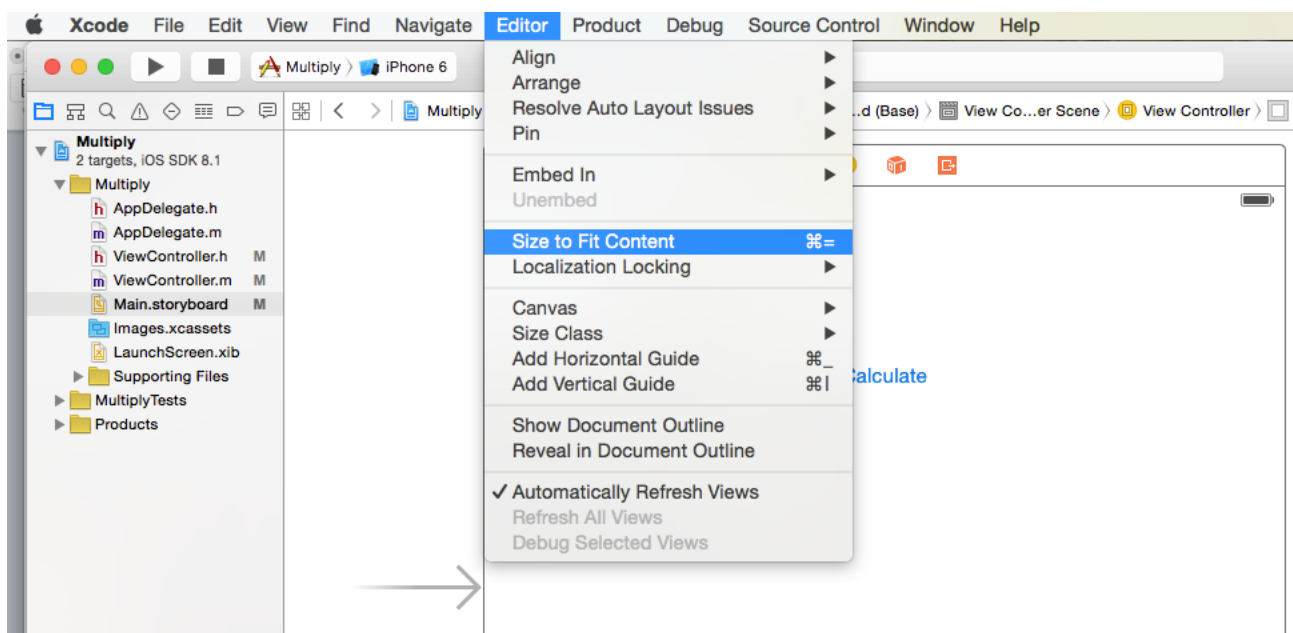 Xcode File Edit View Find Navigate Editor Product Debug Source Control Window Help
Multiply iPhone 6
Multiply
..d (Base) View Co...er Scene View Controller
Multiply
2 targets, iOS SDK 8.1
Multiply
h AppDelegate.h
m AppDelegate.m
h ViewController.h M
m ViewController.m M
Main.storyboard M
Images.xcassets
LaunchScreen.xib
Supporting Files
MultiplyTests
Products
Align
Arrange
Resolve Auto Layout Issues
Pin
Embed In
Unembed
Size to Fit Content ⌘=
Localization Locking
Canvas
Size Class
Add Horizontal Guide ⌘_
Add Vertical Guide ⌘|
Show Document Outline
Reveal in Document Outline
✓ Automatically Refresh Views
Refresh All Views
Debug Selected Views
alculate